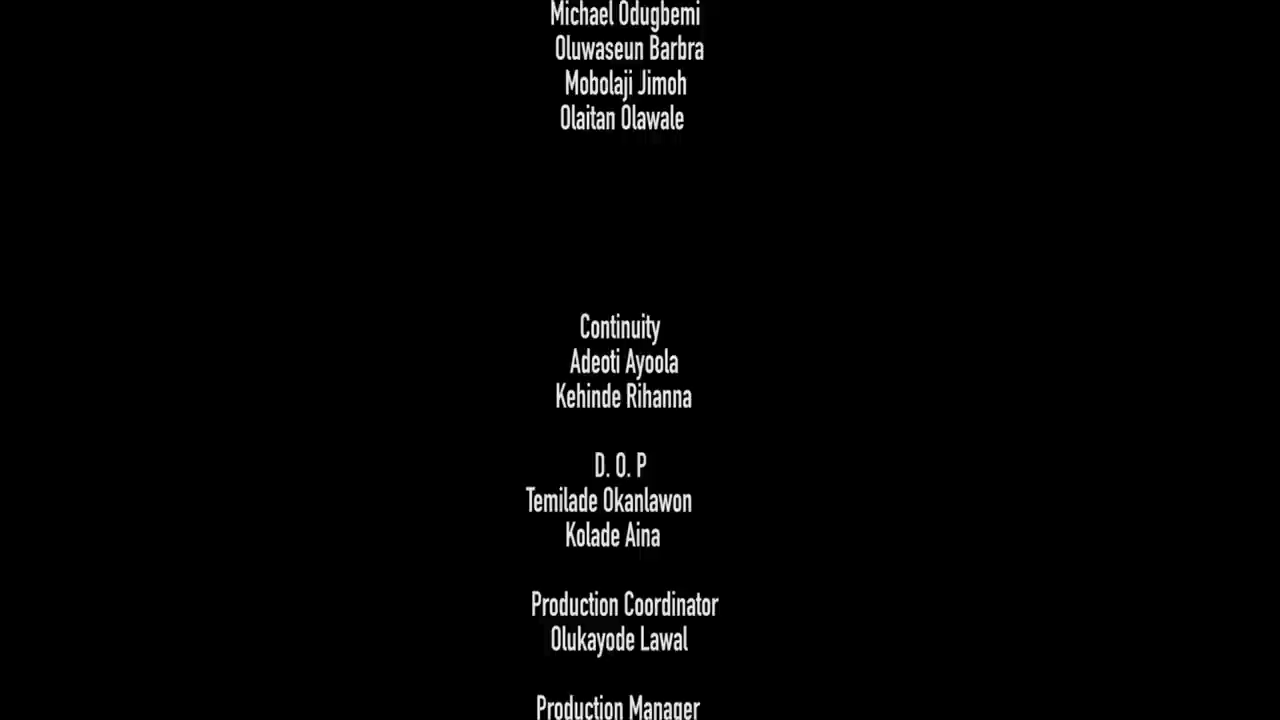 Michael Odugbemi
Oluwaseun Barbra
Mobolaji Jimoh
Olaitan Olawale
Continuity
Adeoti Ayoola
Kehinde Rihanna
D. O. P
Temilade Okanlawon
Kolade Aina
Production Coordinator
Olukayode Lawal
Production Manager